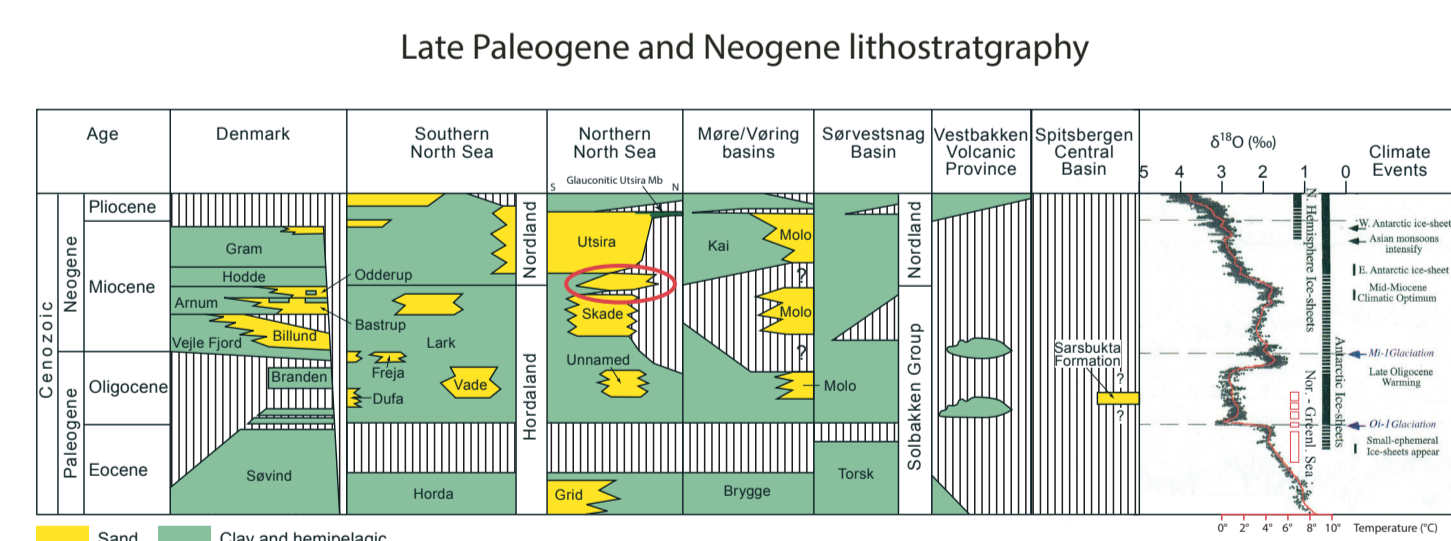 Late Paleogene and Neogene lithostratgraphy
Age
Denmark
Southern
North Sea
Northern
North Sea
S
Glauconitic Utsira Mb
N
Møre/Vøring
basins
Sørvestsnag
Basin
Vestbakken
Volcanic
Province
Spitsbergen
Central
Basin
δ18O (‰)
5 4 3 2 1 0
Climate
Events
Cenozoic
Neogene
Paleogene
Pliocene
Miocene
Oligocene
Eocene
Gram
Hodde
Odderup
Arnum
Bastrup
Billund
Vejle Fjord
Branden
Søvind
Lark
Freja
Vade
Dufa
Horda
Nordland
Hordaland
Utsira
Skade
Unnamed
Grid
Kai
Molo
?
Molo
?
Molo
Brygge
Torsk
Nordland
Solbakken Group
Sarsbukta
Formation
?
?
N. Hemisphere Ice-sheets
Antarctic Ice-sheets
Nor. - Greenl. Sea
W. Antarctic ice-sheet
Asian monsoons
intensify
E. Antarctic ice-sheet
Mid-Miocene
Climatic Optimum
Mi-1Glaciation
Late Oligocene
Warming
Oi-1Glaciation
Small-ephemeral
Ice-sheets appear
0° 2° 4° 6° 8° 10° Temperature (°C)
Sand
Clay and hemipelagic